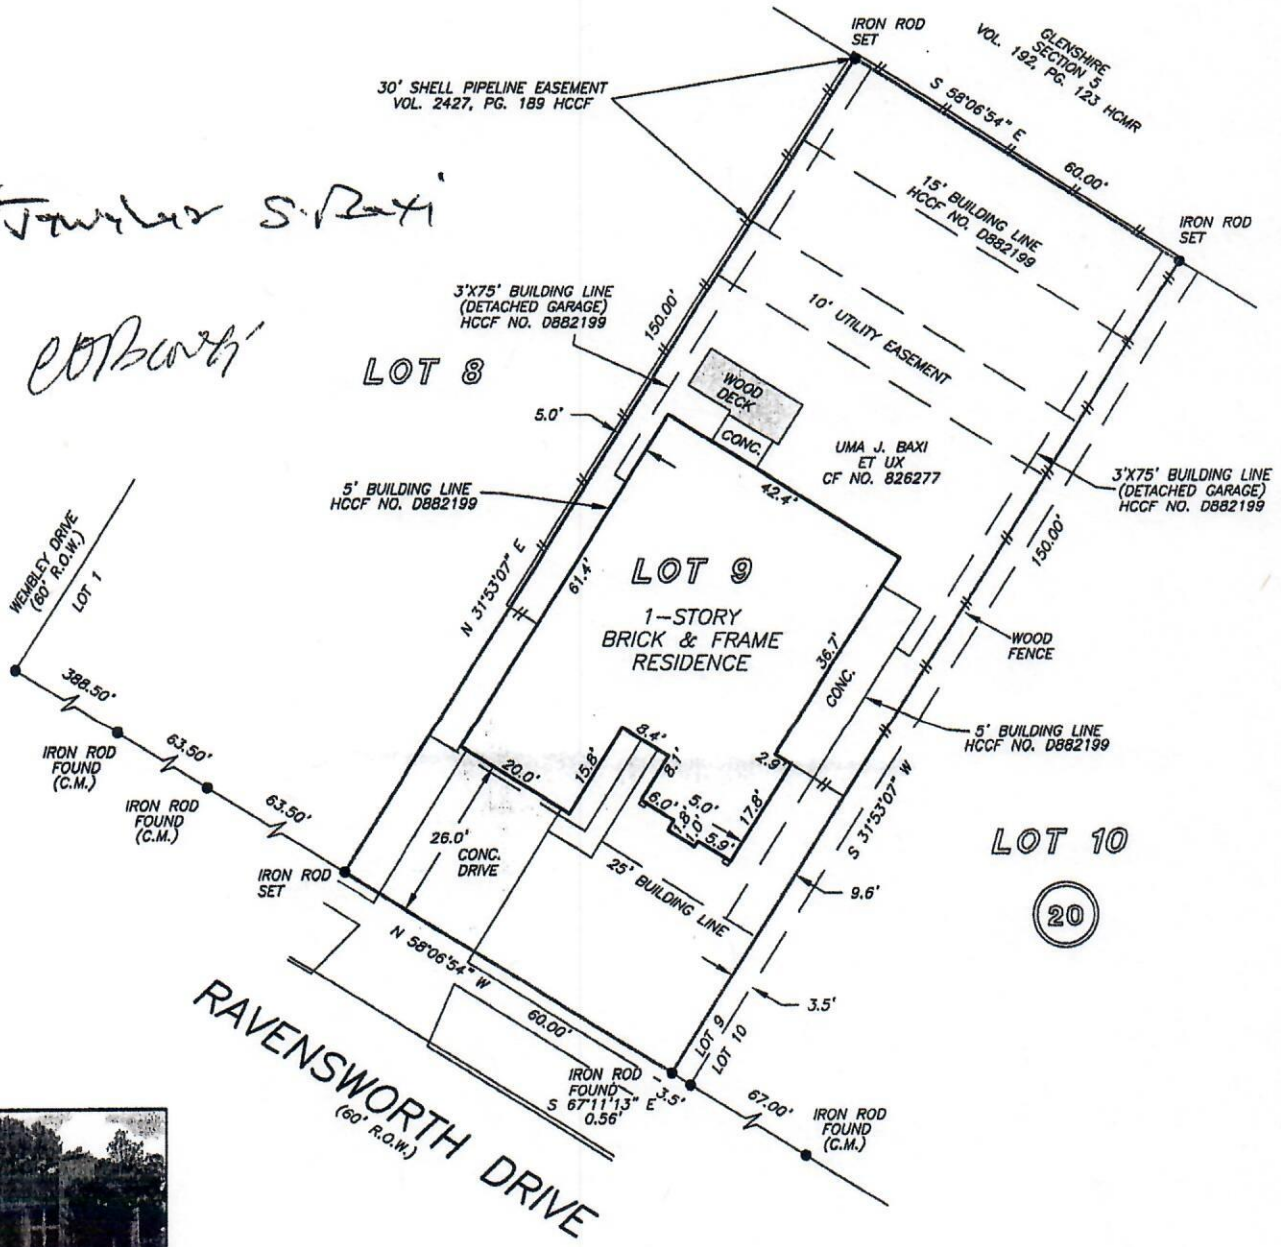 IRON ROD
SET
GLENSHIRE
SECTION 5
VOL. 192, PG. 123 HCMR
30' SHELL PIPELINE EASEMENT
VOL. 2427, PG. 189 HCCF
S 58°06'54" E
60.00'
15' BUILDING LINE
HCCF NO. D882199
IRON ROD
SET
S. Baxi
3'X75' BUILDING LINE
(DETACHED GARAGE)
HCCF NO. D882199
150.00'
10' UTILITY EASEMENT
LOT 8
WOOD
DECK
5.0'
CONC.
UMA J. BAXI
ET UX
CF NO. 826277
3'X75' BUILDING LINE
(DETACHED GARAGE)
HCCF NO. D882199
5' BUILDING LINE
HCCF NO. D882199
42.4'
150.00'
WEMBLEY DRIVE
(60' R.O.W.)
LOT 1
N 31°53'07" E
61.4'
LOT 9
1-STORY
BRICK & FRAME
RESIDENCE
36.7'
CONC.
WOOD
FENCE
388.50'
IRON ROD
FOUND
(C.M.)
63.50'
IRON ROD
FOUND
(C.M.)
63.50'
5' BUILDING LINE
HCCF NO. D882199
8.4'
15.8'
8.1'
2.9'
20.0'
6.0'
5.0'
1.8'
1.0'
5.9'
17.8'
S 31°53'07" W
LOT 10
20
26.0'
CONC.
DRIVE
25' BUILDING LINE
9.6'
IRON ROD
SET
N 58°06'54" W
60.00'
3.5'
LOT 9
LOT 10
RAVENSWORTH DRIVE
(60' R.O.W.)
IRON ROD
FOUND
S 67°11'13" E
0.56'
3.5'
67.00'
IRON ROD
FOUND
(C.M.)